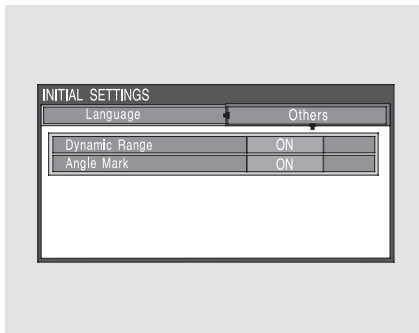 INITIAL SETTINGS
Language Others
Dynamic Range ON
Angle Mark ON